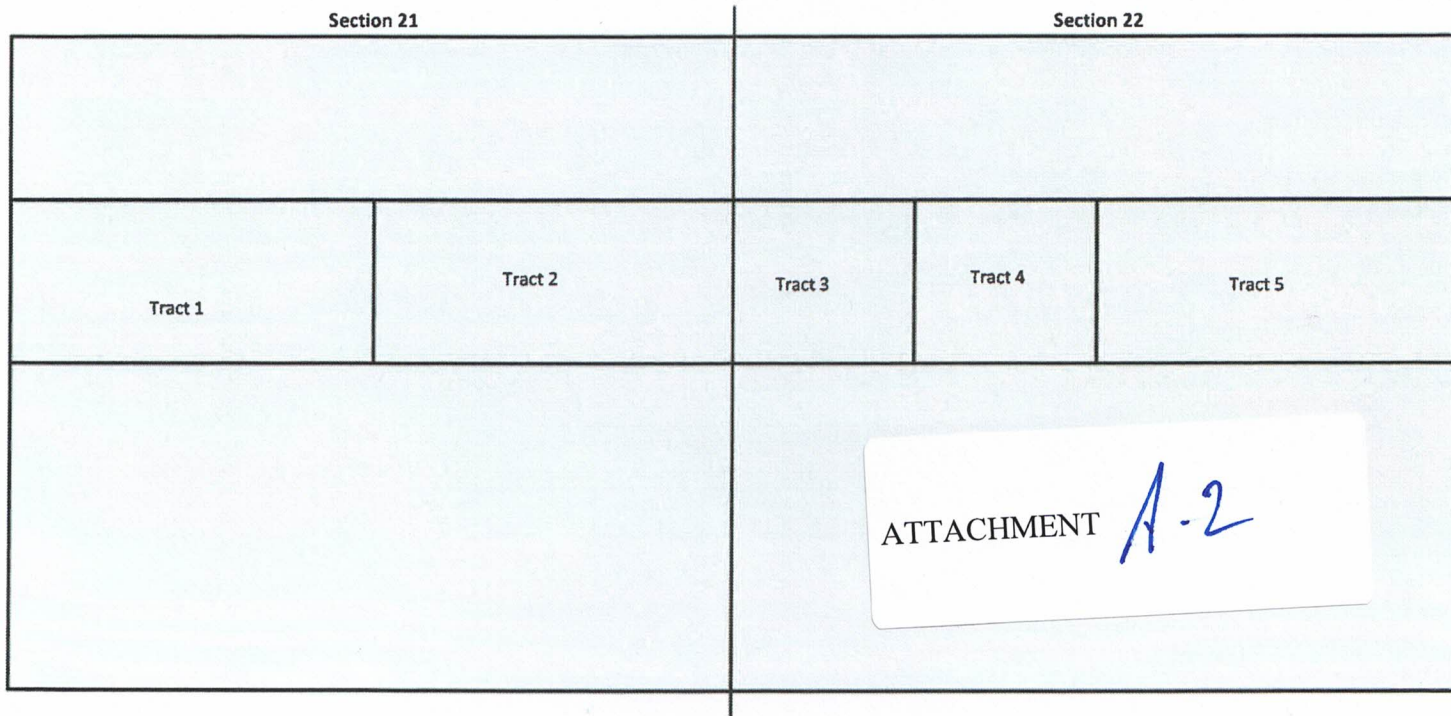 Section 21
Section 22
Tract 1
Tract 2
Tract 3
Tract 4
Tract 5
ATTACHMENT A-2